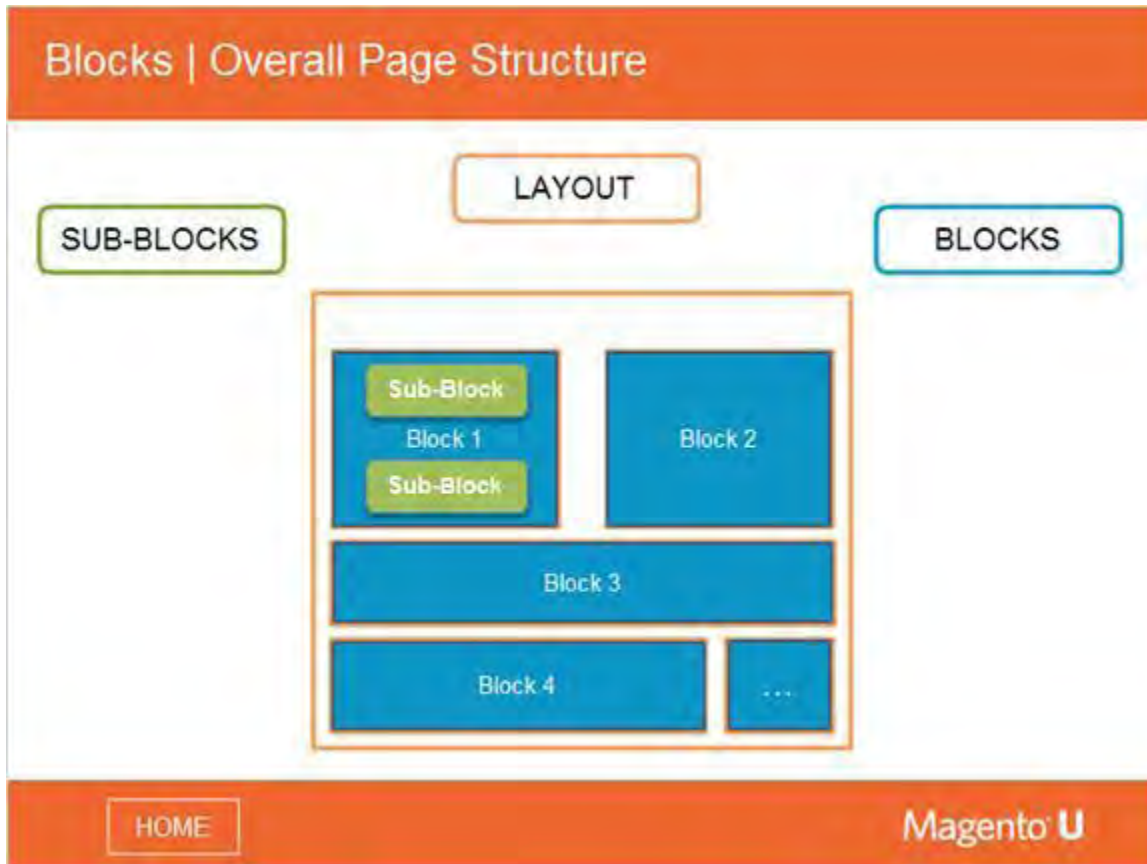 Blocks | Overall Page Structure
LAYOUT
SUB-BLOCKS
BLOCKS
Sub-Block
Block 1
Sub-Block
Block 2
Block 3
Block 4
...
HOME
Magento U